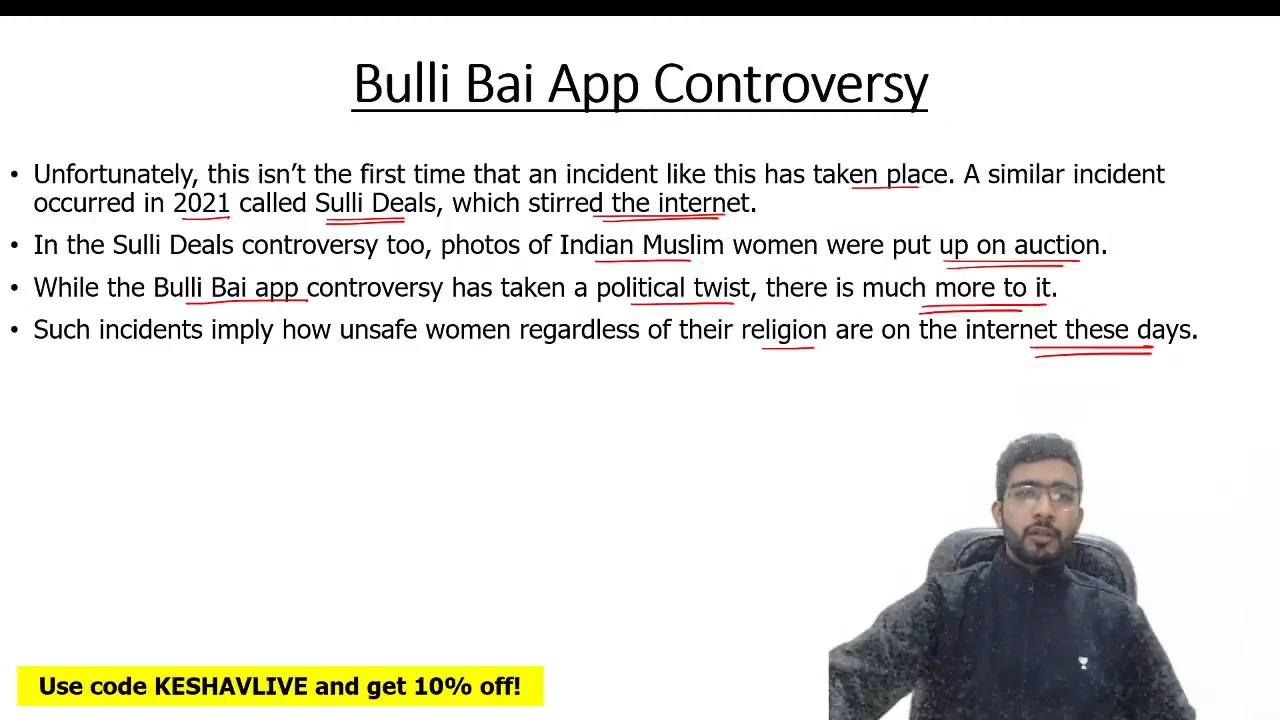 Bulli Bai App Controversy
• Unfortunately, this isn’t the first time that an incident like this has taken place. A similar incident
occurred in 2021 called Sulli Deals, which stirred the internet.
• In the Sulli Deals controversy too, photos of Indian Muslim women were put up on auction.
• While the Bulli Bai app controversy has taken a political twist, there is much more to it.
• Such incidents imply how unsafe women regardless of their religion are on the internet these days.
Use code KESHAVLIVE and get 10% off!